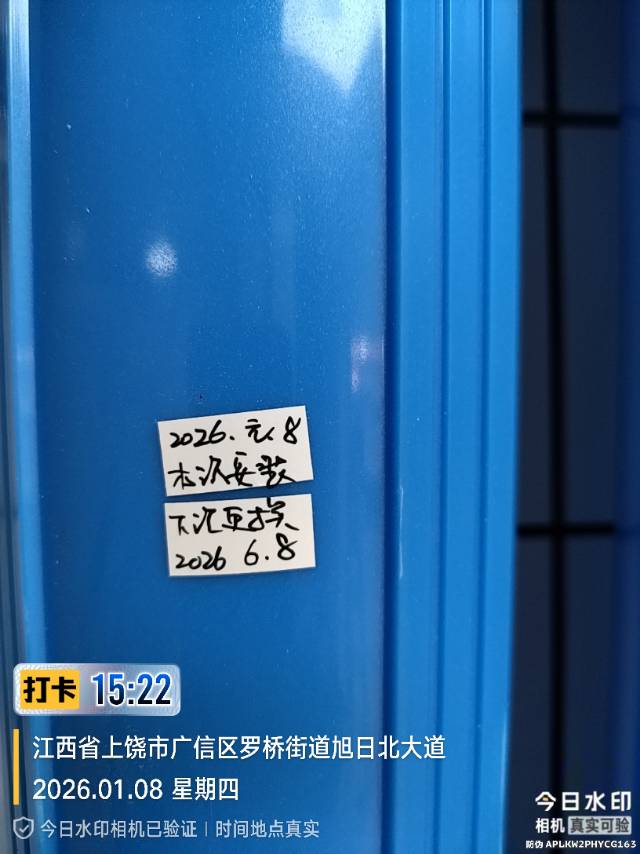 2026.元.8
本次安装
下次更换
2026 6.8
打卡 15:22
江西省上饶市广信区罗桥街道旭日北大道
2026.01.08 星期四
今日水印相机已验证 | 时间地点真实
今日水印
相机 真实可验
防伪 APLKW2PHYCG163